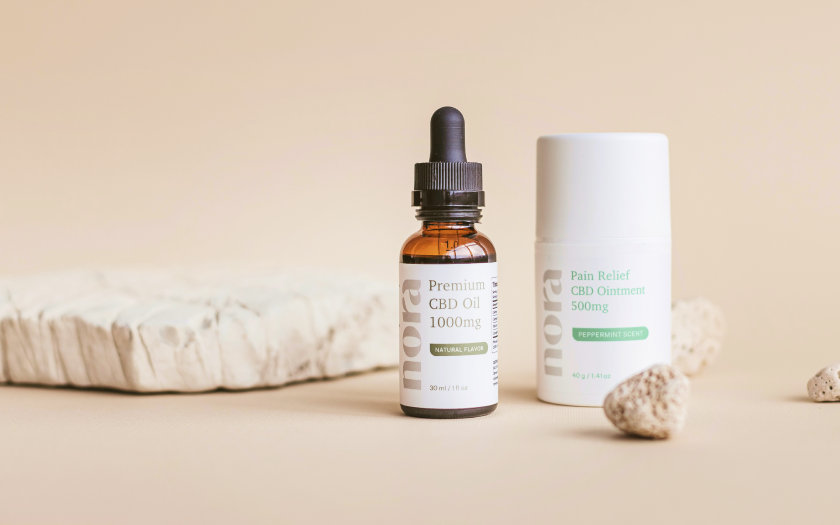 nora
Premium
CBD Oil
1000mg
NATURAL FLAVOR
30 ml / 1 fl oz
nora
Pain Relief
CBD Ointment
500mg
PEPPERMINT SCENT
40 g / 1.41 oz